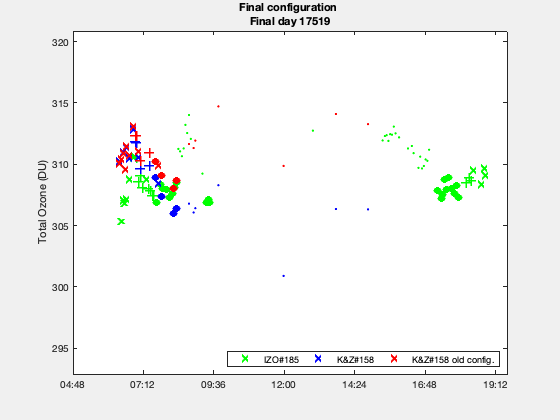 Final configuration
Final day 17519
Total Ozone (DU)
320
315
310
305
300
295
IZO#185 K&Z#158 K&Z#158 old config.
04:48 07:12 09:36 12:00 14:24 16:48 19:12